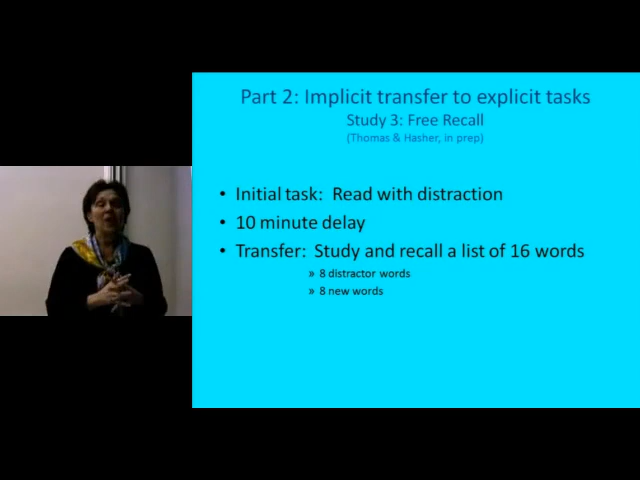 Part 2: Implicit transfer to explicit tasks
Study 3: Free Recall
(Thomas & Hasher, in prep)
• Initial task: Read with distraction
• 10 minute delay
• Transfer: Study and recall a list of 16 words
» 8 distractor words
» 8 new words